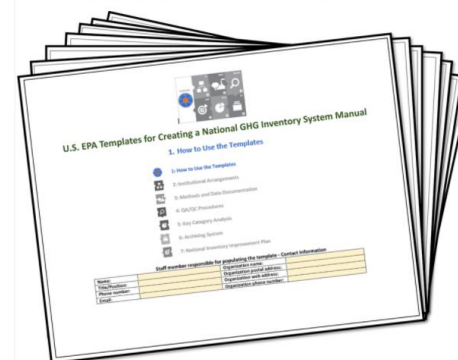 U.S. EPA Templates for Creating a National GHG Inventory System Manual
1. How to Use the Templates
1: How to Use the Templates
2: Institutional Arrangements
3: Methods and Data Documentation
4: QA/QC Procedures
5: Key Category Analysis
6: Archiving System
7: National Inventory Improvement Plan
Staff member responsible for populating the template - Contact Information
Name: Organization name:
Title/Position: Organization postal address:
Phone number: Organization web address:
Email: Organization phone number: